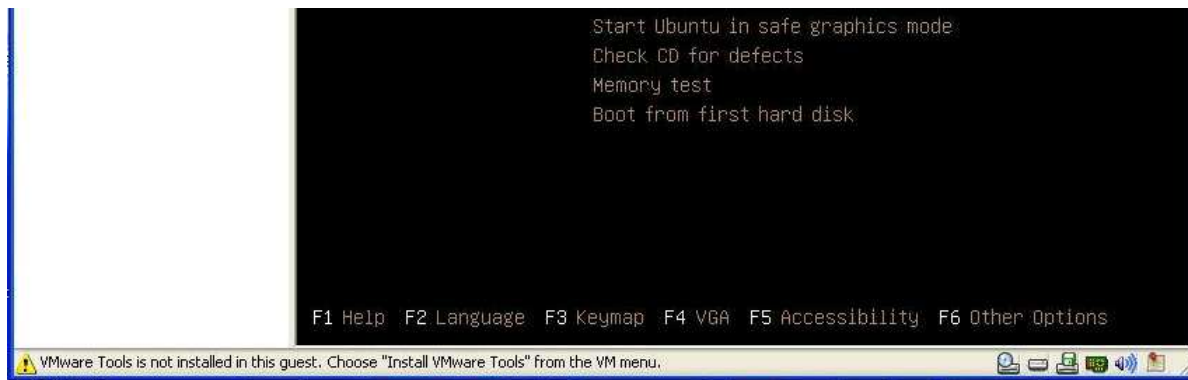 Start Ubuntu in safe graphics mode
Check CD for defects
Memory test
Boot from first hard disk
F1 Help F2 Language F3 Keymap F4 VGA F5 Accessibility F6 Other Options
VMware Tools is not installed in this guest. Choose "Install VMware Tools" from the VM menu.